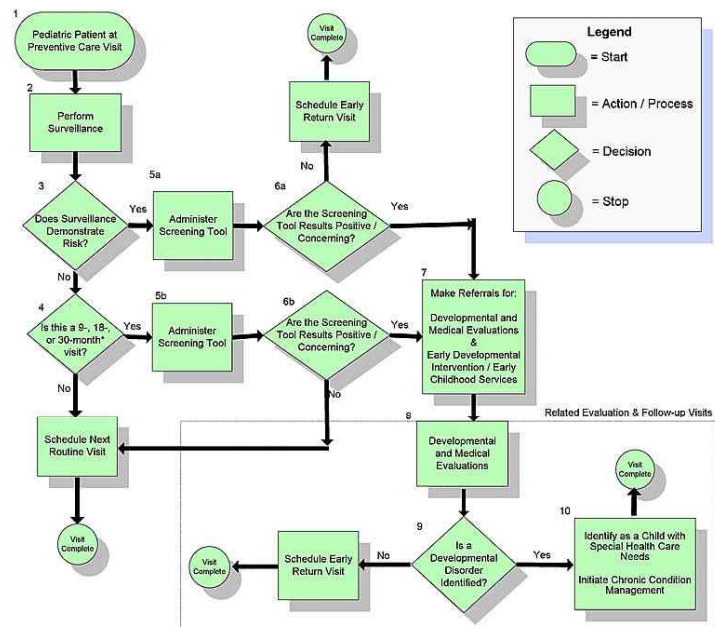 1
Pediatric Patient at
Preventive Care Visit
2
Perform
Surveillance
3
Does Surveillance
Demonstrate
Risk?
Yes
No
5a
Administer
Screening Tool
6a
Are the Screening
Tool Results Positive /
Concerning?
Yes
No
Schedule Early
Return Visit
Visit
Complete
4
Is this a 9-, 18-,
or 30-month*
visit?
Yes
No
5b
Administer
Screening Tool
6b
Are the Screening
Tool Results Positive /
Concerning?
Yes
No
7
Make Referrals for:
Developmental and
Medical Evaluations
&
Early Developmental
Intervention / Early
Childhood Services
Schedule Next
Routine Visit
Visit
Complete
Related Evaluation & Follow-up Visits
8
Developmental
and Medical
Evaluations
9
Is a
Developmental
Disorder
Identified?
No
Yes
Schedule Early
Return Visit
Visit
Complete
10
Identify as a Child with
Special Health Care
Needs
Initiate Chronic Condition
Management
Visit
Complete
Legend
= Start
= Action / Process
= Decision
= Stop